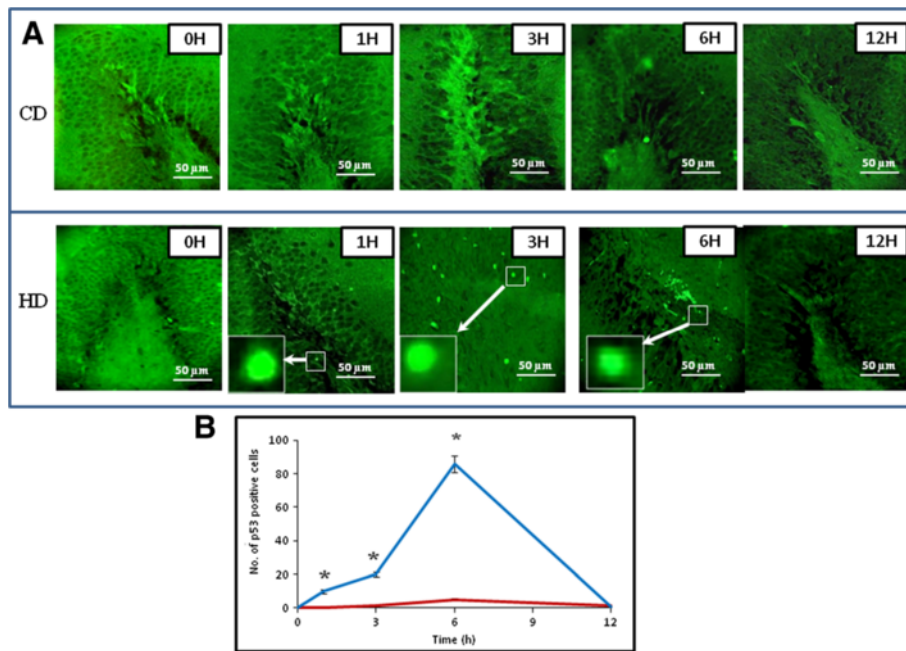 A
0H 1H 3H 6H 12H
CD
50 µm 50 µm 50 µm 50 µm 50 µm
0H 1H 3H 6H 12H
HD
50 µm 50 µm 50 µm 50 µm 50 µm
B
No. of p53 positive cells
100
80
60
40
20
0
* * *
0 3 6 9 12
Time (h)